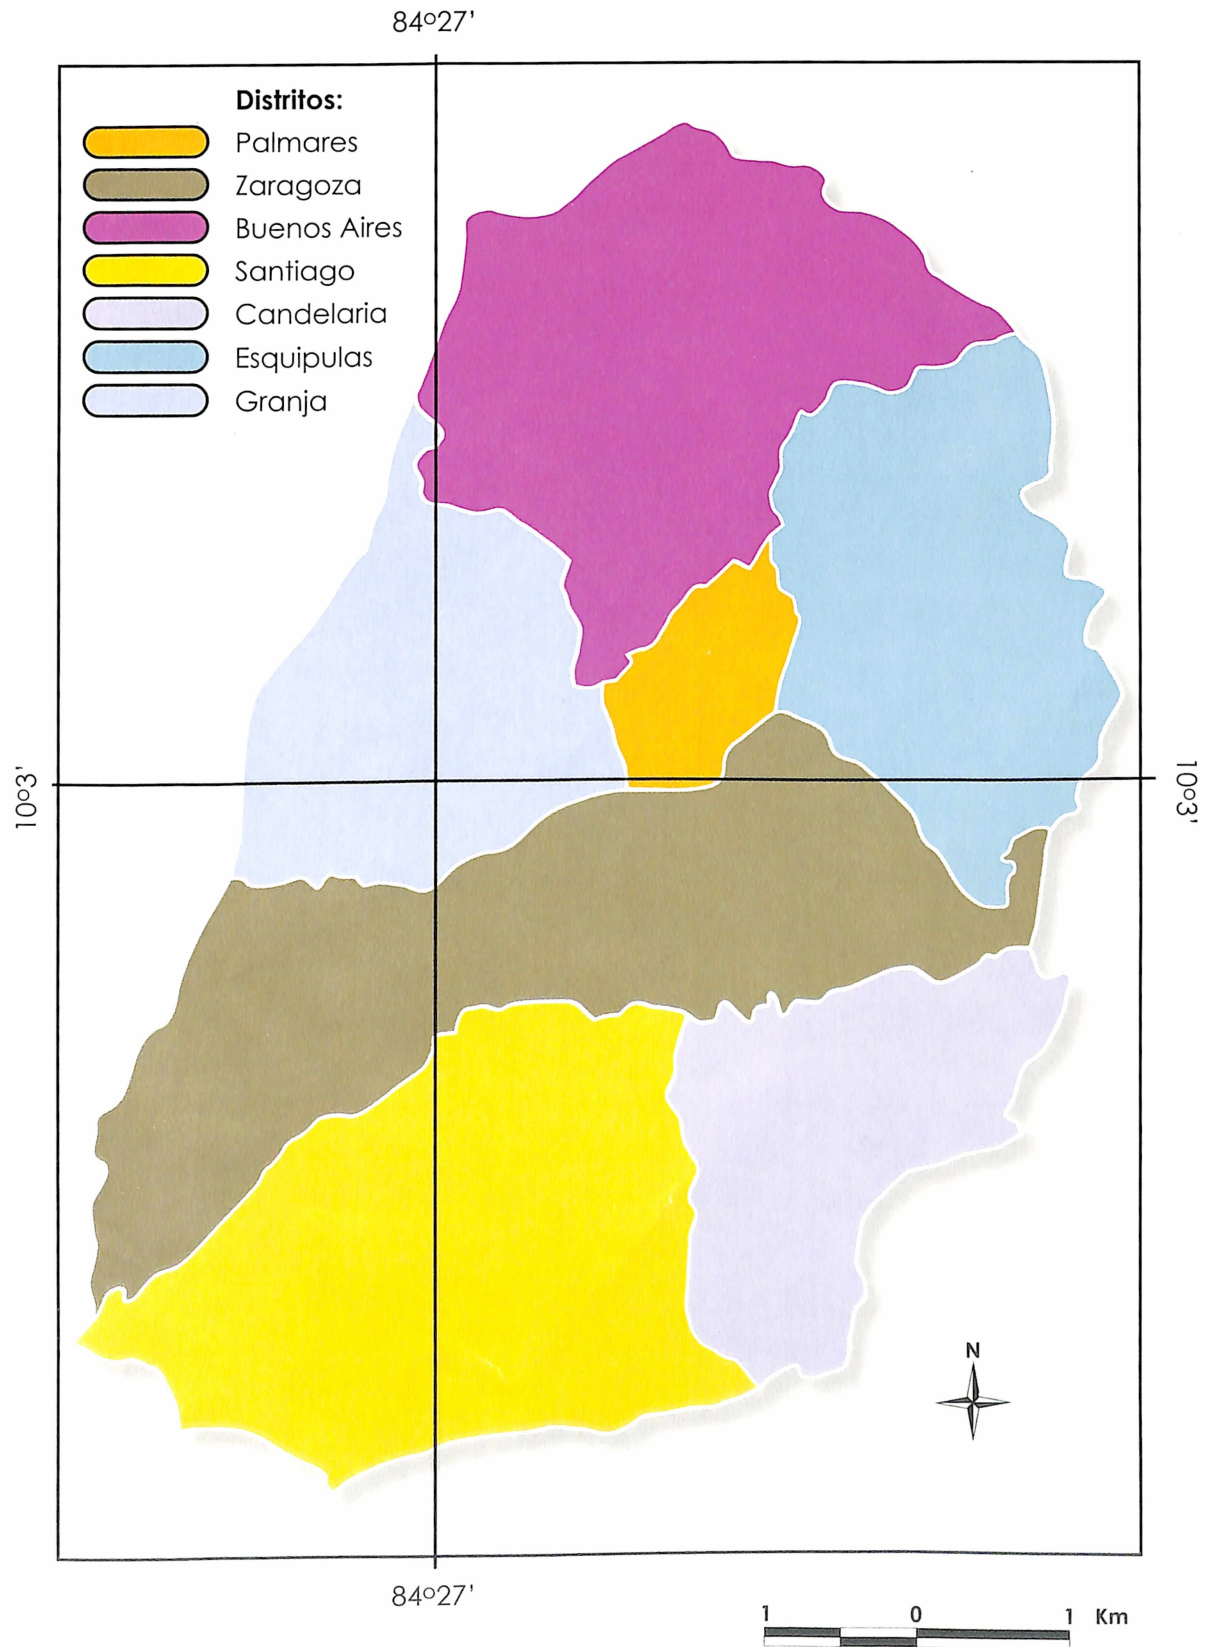 84º27'
Distritos:
Palmares
Zaragoza
Buenos Aires
Santiago
Candelaria
Esquipulas
Granja
10º3'
10º3'
N
84º27'
1 0 1 Km